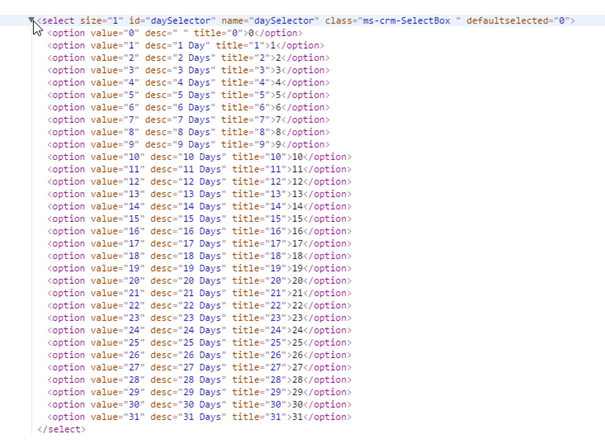 <select size="1" id="daySelector" name="daySelector" class="ms-crm-SelectBox " defaultselected="0">
<option value="0" desc=" " title="0">0</option>
<option value="1" desc="1 Day" title="1">1</option>
<option value="2" desc="2 Days" title="2">2</option>
<option value="3" desc="3 Days" title="3">3</option>
<option value="4" desc="4 Days" title="4">4</option>
<option value="5" desc="5 Days" title="5">5</option>
<option value="6" desc="6 Days" title="6">6</option>
<option value="7" desc="7 Days" title="7">7</option>
<option value="8" desc="8 Days" title="8">8</option>
<option value="9" desc="9 Days" title="9">9</option>
<option value="10" desc="10 Days" title="10">10</option>
<option value="11" desc="11 Days" title="11">11</option>
<option value="12" desc="12 Days" title="12">12</option>
<option value="13" desc="13 Days" title="13">13</option>
<option value="14" desc="14 Days" title="14">14</option>
<option value="15" desc="15 Days" title="15">15</option>
<option value="16" desc="16 Days" title="16">16</option>
<option value="17" desc="17 Days" title="17">17</option>
<option value="18" desc="18 Days" title="18">18</option>
<option value="19" desc="19 Days" title="19">19</option>
<option value="20" desc="20 Days" title="20">20</option>
<option value="21" desc="21 Days" title="21">21</option>
<option value="22" desc="22 Days" title="22">22</option>
<option value="23" desc="23 Days" title="23">23</option>
<option value="24" desc="24 Days" title="24">24</option>
<option value="25" desc="25 Days" title="25">25</option>
<option value="26" desc="26 Days" title="26">26</option>
<option value="27" desc="27 Days" title="27">27</option>
<option value="28" desc="28 Days" title="28">28</option>
<option value="29" desc="29 Days" title="29">29</option>
<option value="30" desc="30 Days" title="30">30</option>
<option value="31" desc="31 Days" title="31">31</option>
</select>